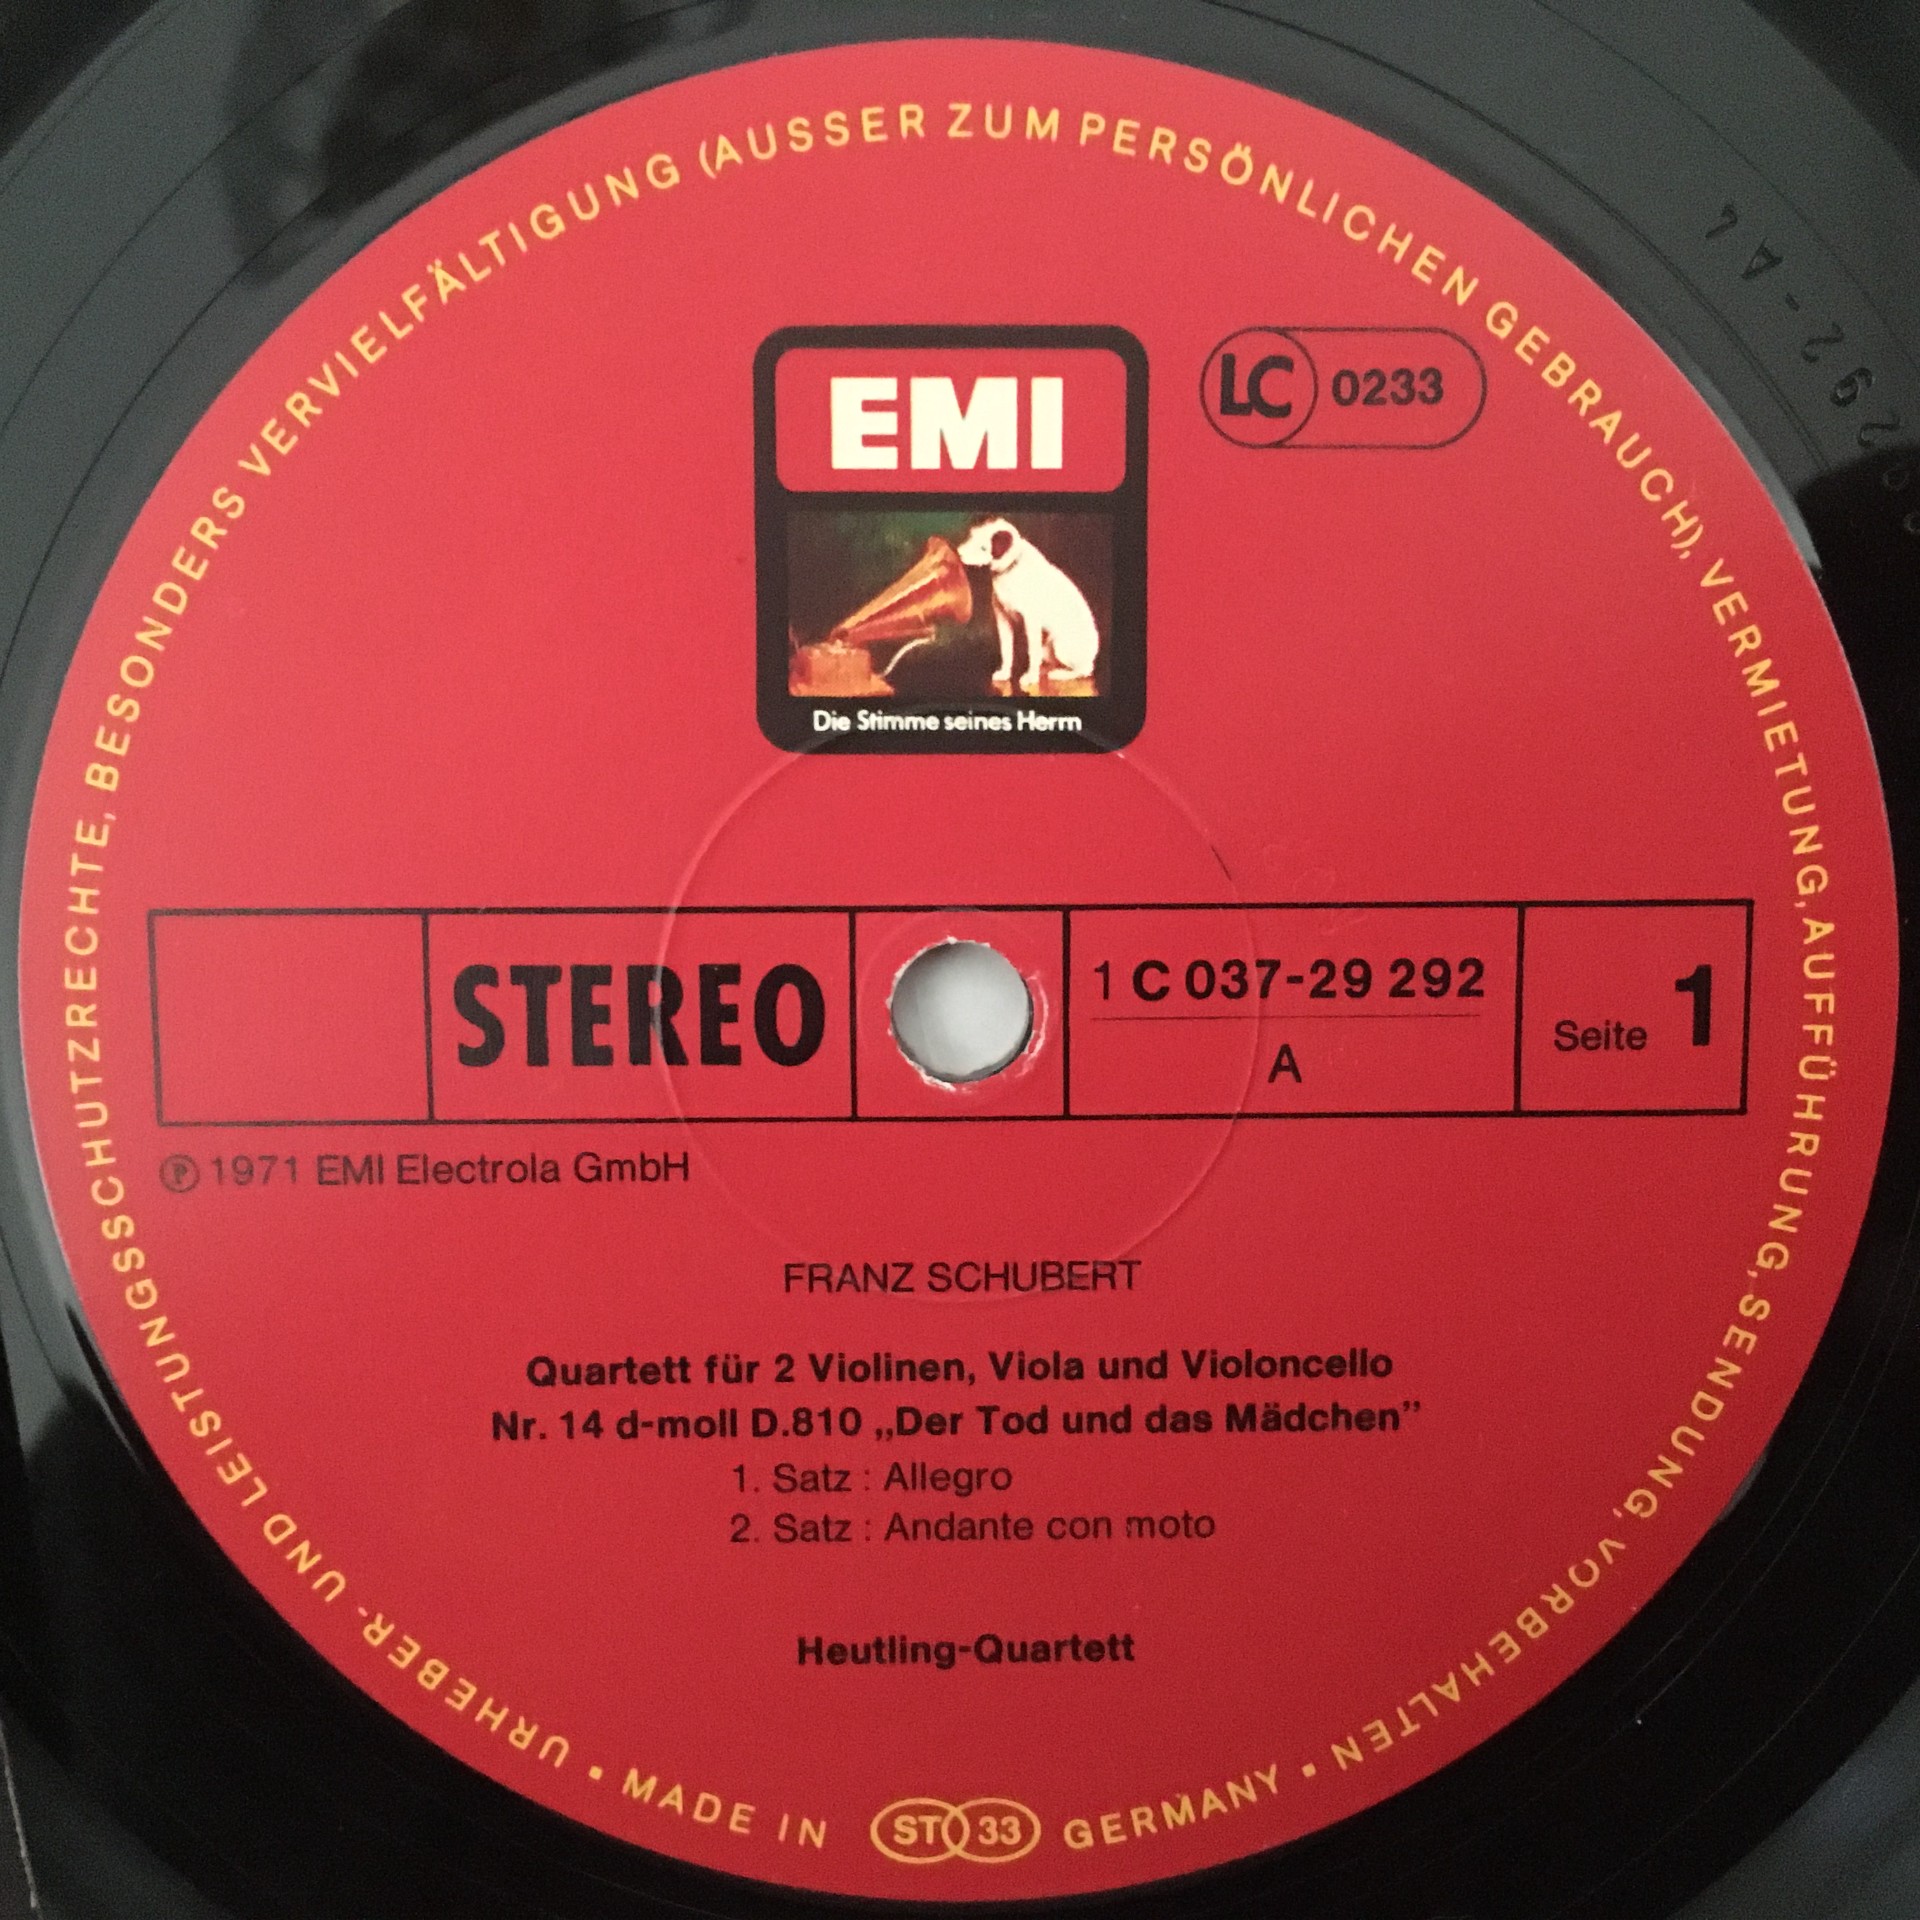 URHEBER- UND LEISTUNGSSCHUTZRECHTE, BESONDERS VERVIELFÄLTIGUNG (AUSSER ZUM PERSÖNLICHEN GEBRAUCH), VERMIETUNG, AUFFÜHRUNG, SENDUNG, VORBEHALTEN ▪
EMI
LC 0233
Die Stimme seines Herrn
STEREO
1 C 037-29 292
A
Seite 1
℗ 1971 EMI Electrola GmbH
FRANZ SCHUBERT
Quartett für 2 Violinen, Viola und Violoncello
Nr. 14 d-moll D.810 „Der Tod und das Mädchen”
1. Satz : Allegro
2. Satz : Andante con moto
Heutling-Quartett
▪ MADE IN ST 33 GERMANY